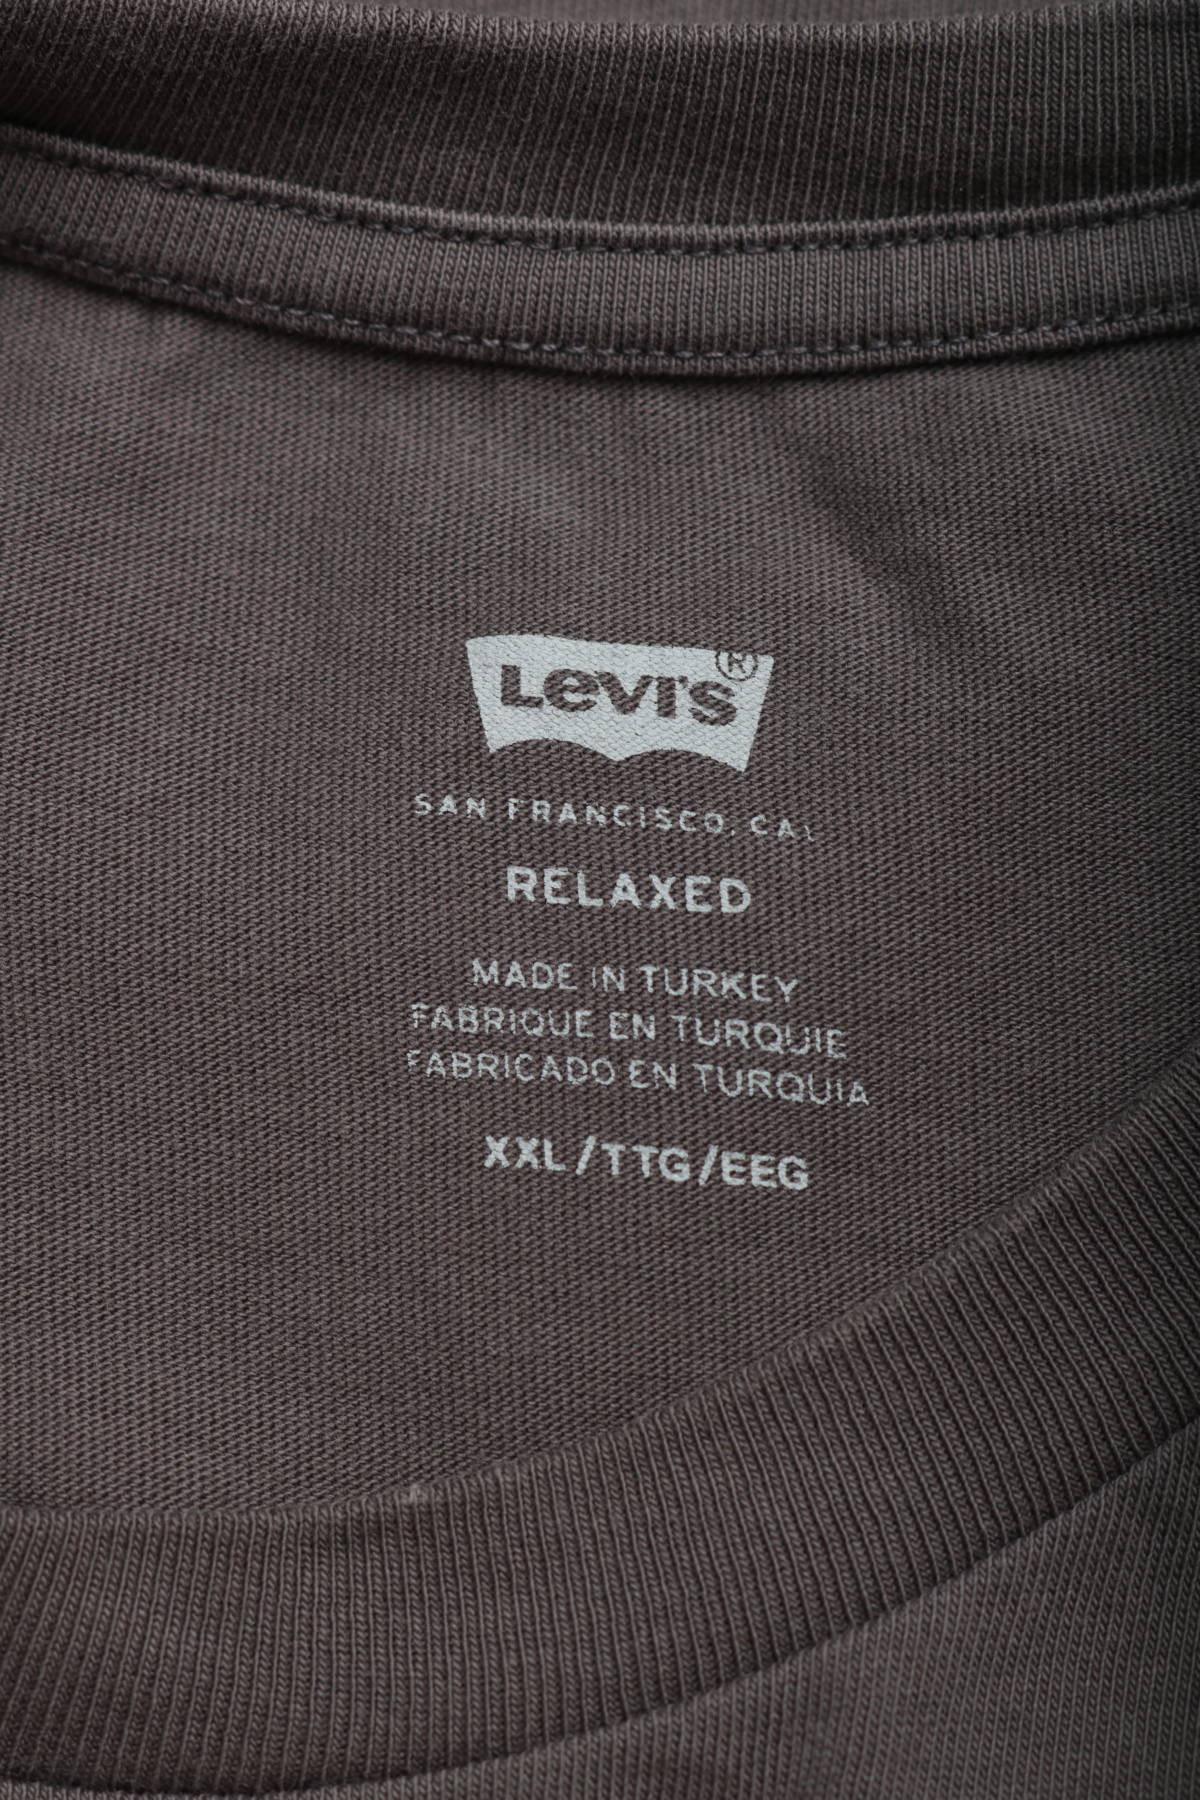 Levi's®
SAN FRANCISCO, CAL
RELAXED
MADE IN TURKEY
FABRIQUE EN TURQUIE
FABRICADO EN TURQUIA
XXL/TTG/EEG